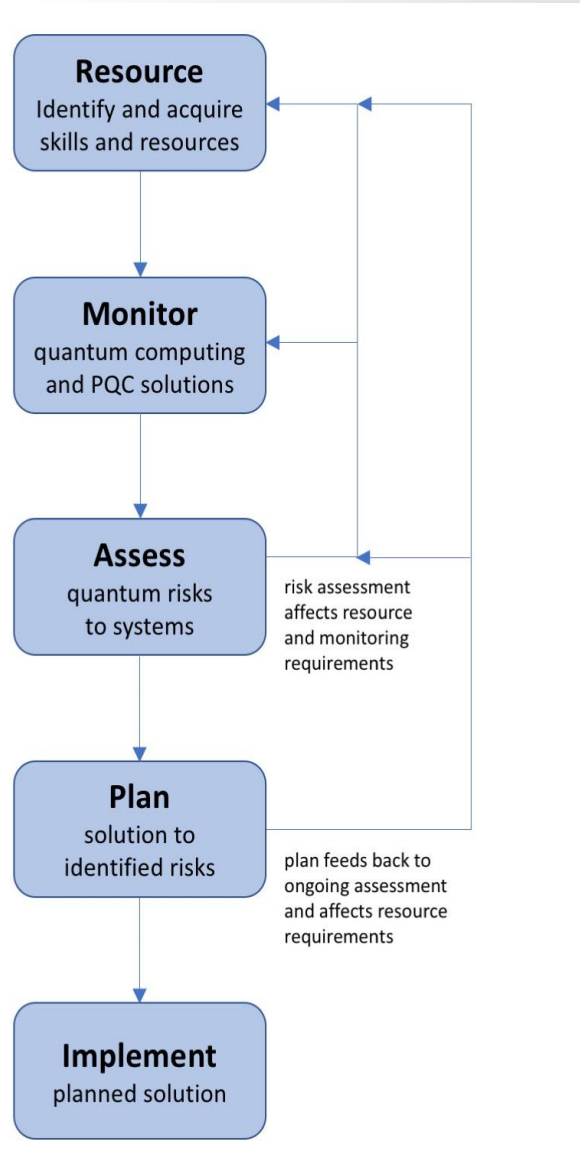 Resource
Identify and acquire
skills and resources
Monitor
quantum computing
and PQC solutions
Assess
quantum risks
to systems
risk assessment
affects resource
and monitoring
requirements
Plan
solution to
identified risks
plan feeds back to
ongoing assessment
and affects resource
requirements
Implement
planned solution